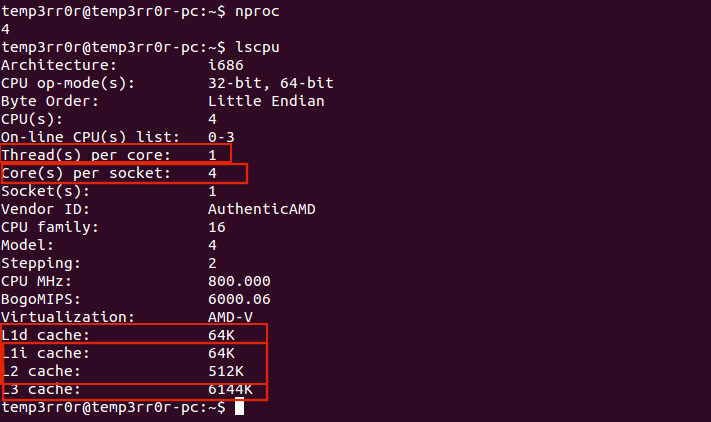 temp3rr0r@temp3rr0r-pc:~$ nproc
4
temp3rr0r@temp3rr0r-pc:~$ lscpu
Architecture:          i686
CPU op-mode(s):        32-bit, 64-bit
Byte Order:            Little Endian
CPU(s):                4
On-line CPU(s) list:   0-3
Thread(s) per core:    1
Core(s) per socket:    4
Socket(s):             1
Vendor ID:             AuthenticAMD
CPU family:            16
Model:                 4
Stepping:              2
CPU MHz:               800.000
BogoMIPS:              6000.06
Virtualization:        AMD-V
L1d cache:             64K
L1i cache:             64K
L2 cache:              512K
L3 cache:              6144K
temp3rr0r@temp3rr0r-pc:~$